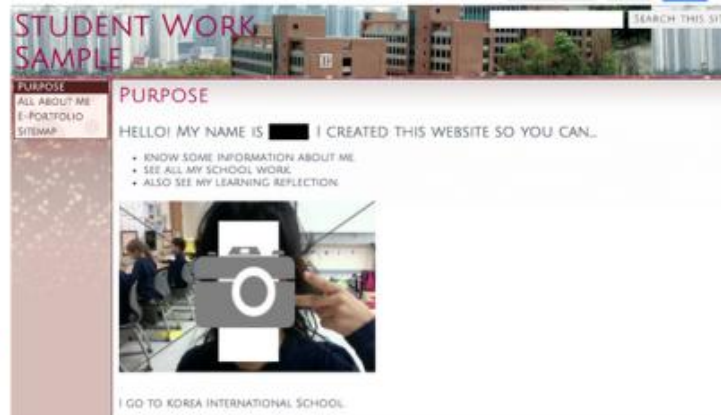 STUDENT WORK
SAMPLE
SEARCH THIS SIT
PURPOSE
ALL ABOUT ME
E-PORTFOLIO
SITEMAP
PURPOSE
HELLO! MY NAME IS I CREATED THIS WEBSITE SO YOU CAN...
KNOW SOME INFORMATION ABOUT ME.
SEE ALL MY SCHOOL WORK.
ALSO SEE MY LEARNING REFLECTION.
I GO TO KOREA INTERNATIONAL SCHOOL.